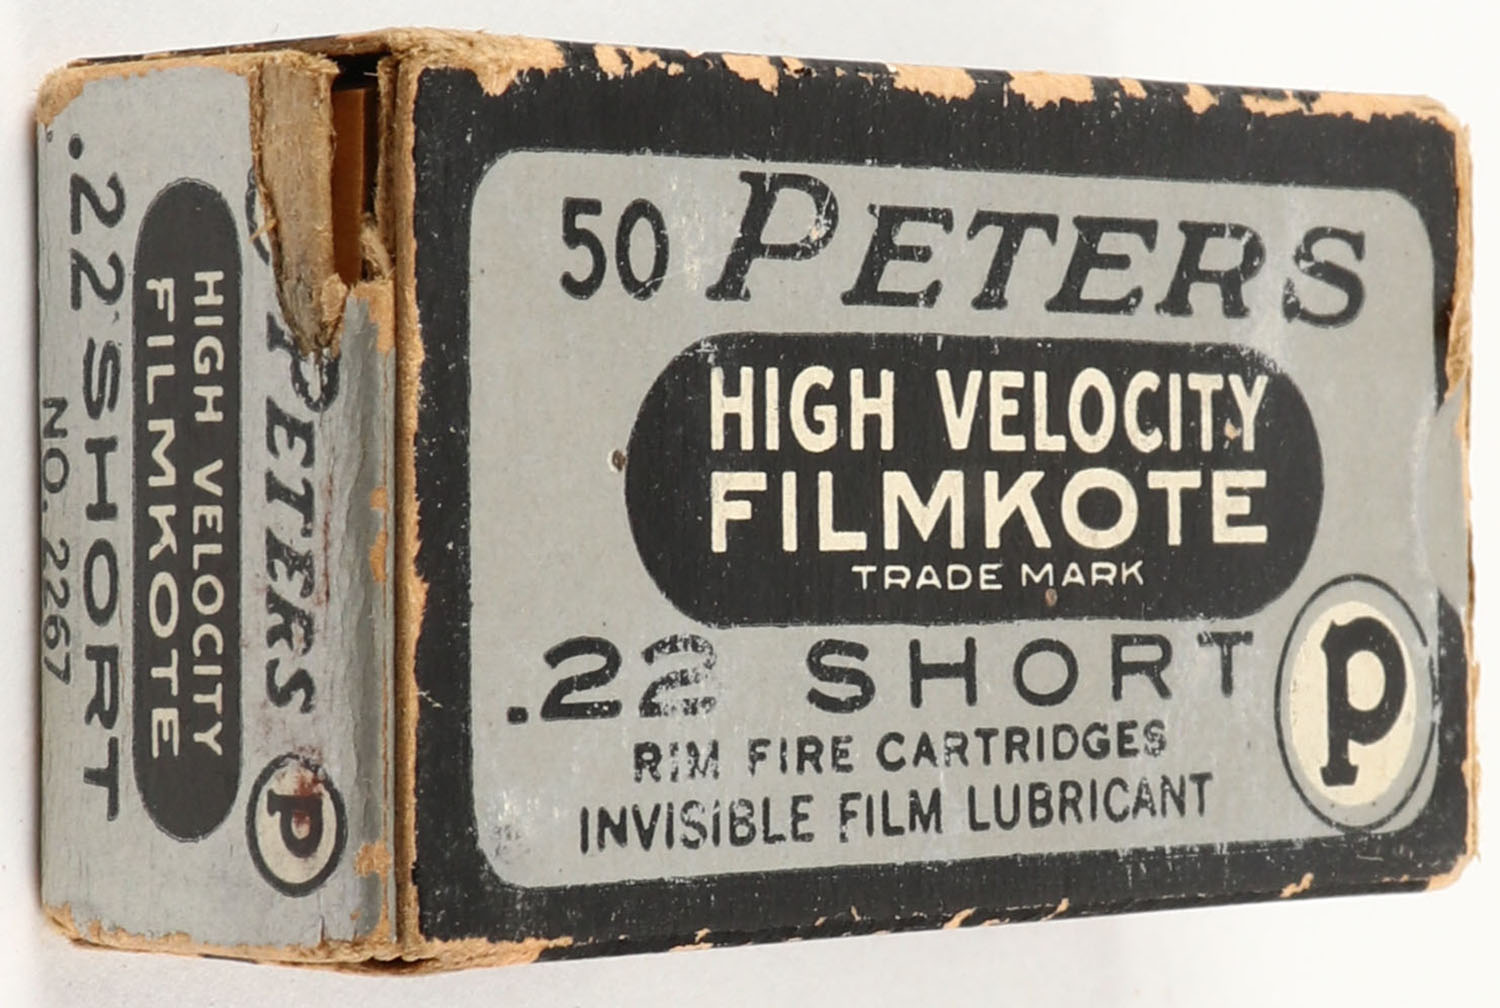 50 PETERS
HIGH VELOCITY
FILMKOTE
TRADE MARK
.22 SHORT
RIM FIRE CARTRIDGES
INVISIBLE FILM LUBRICANT
P
PETERS
P
HIGH VELOCITY
FILMKOTE
.22 SHORT
NO. 2267